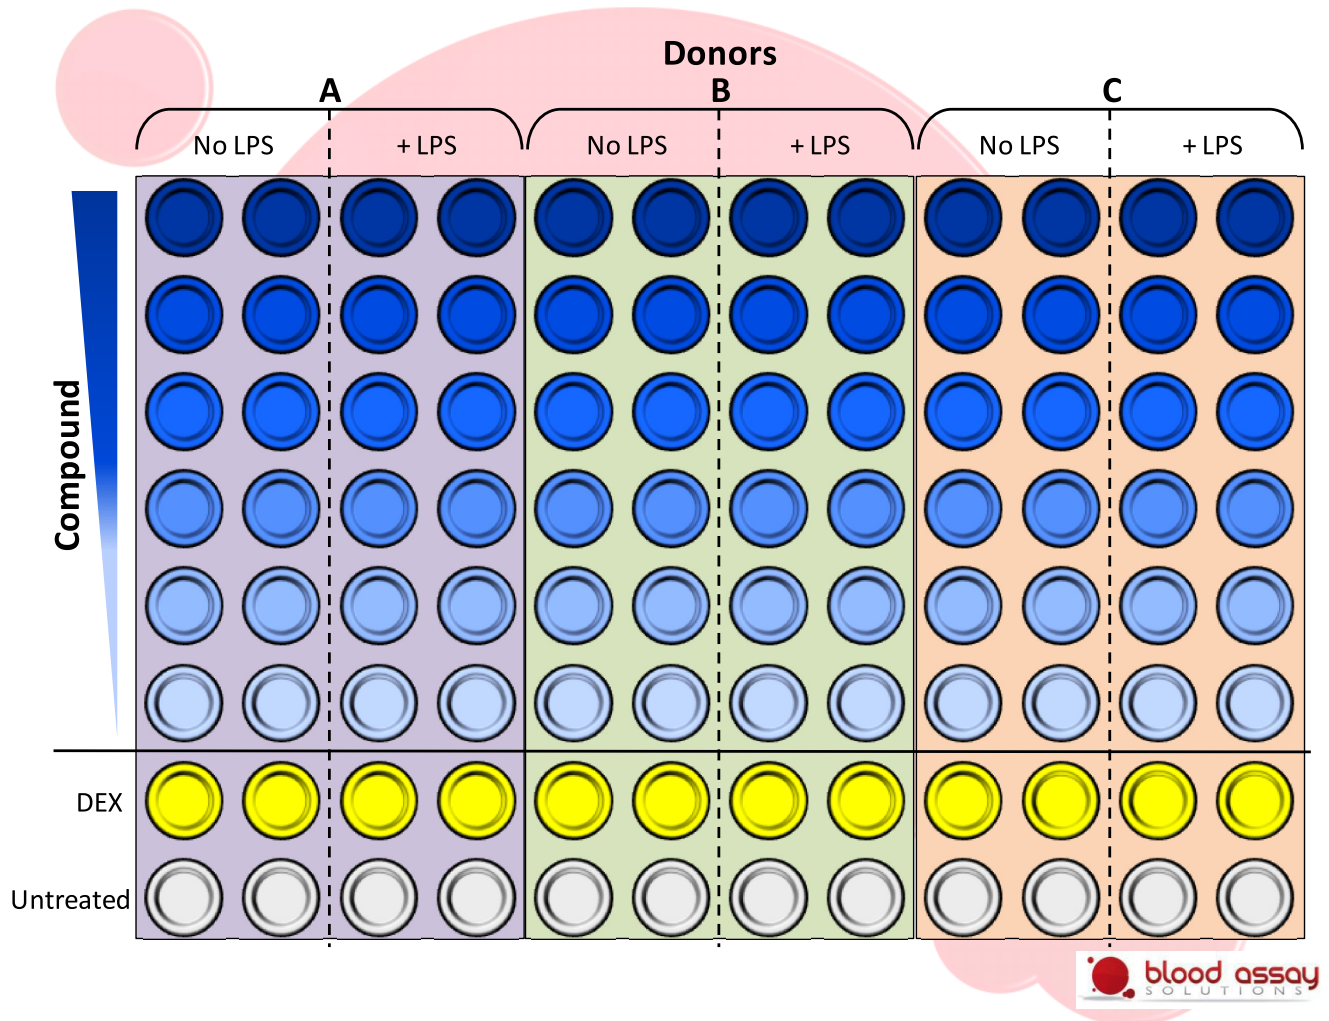 Donors
A
B
C
No LPS
+ LPS
No LPS
+ LPS
No LPS
+ LPS
Compound
DEX
Untreated
blood assay
SOLUTIONS